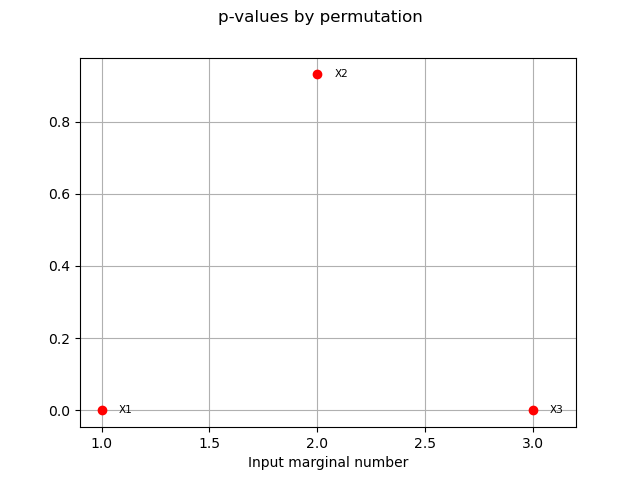 p-values by permutation
X2
0.8
0.6
0.4
0.2
0.0
X1
X3
1.0 1.5 2.0 2.5 3.0
Input marginal number